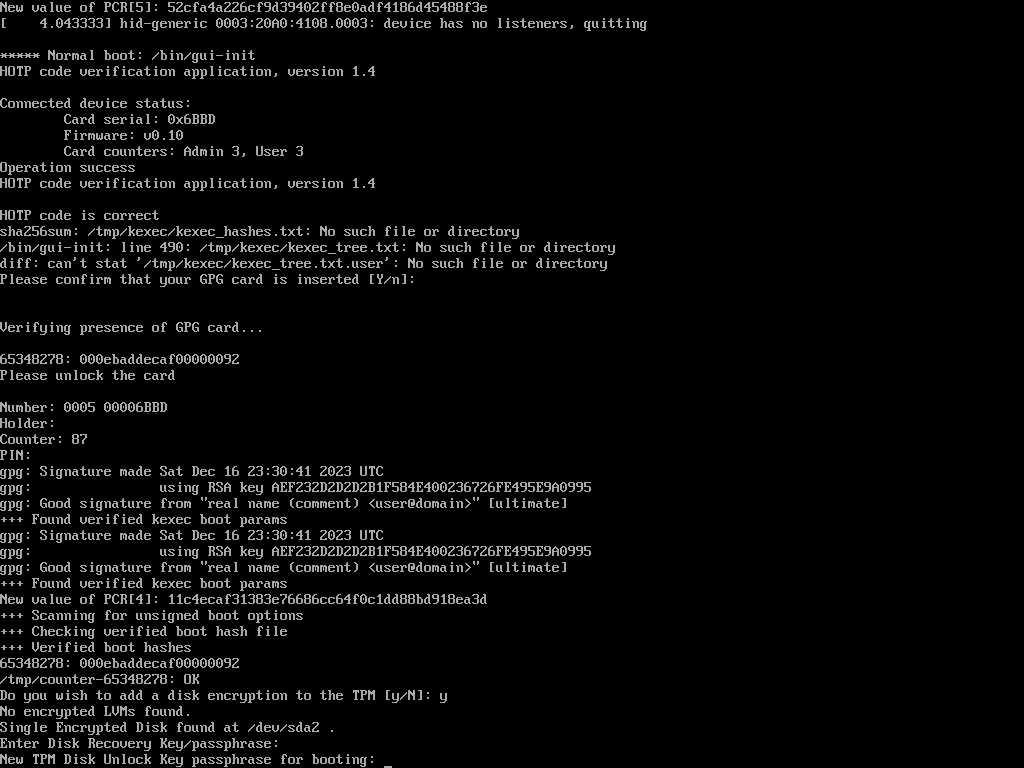 New value of PCR[5]: 52cfa4a226cf9d39402ff8e0adf4186d45488f3e
[    4.043333] hid-generic 0003:20A0:4108.0003: device has no listeners, quitting
***** Normal boot: /bin/gui-init
HOTP code verification application, version 1.4
Connected device status:
        Card serial: 0x6BBD
        Firmware: v0.10
        Card counters: Admin 3, User 3
Operation success
HOTP code verification application, version 1.4
HOTP code is correct
sha256sum: /tmp/kexec/kexec_hashes.txt: No such file or directory
/bin/gui-init: line 490: /tmp/kexec/kexec_tree.txt: No such file or directory
diff: can't stat '/tmp/kexec/kexec_tree.txt.user': No such file or directory
Please confirm that your GPG card is inserted [Y/n]:
Verifying presence of GPG card...
65348278: 000ebaddecaf00000092
Please unlock the card
Number: 0005 00006BBD
Holder:
Counter: 87
PIN:
gpg: Signature made Sat Dec 16 23:30:41 2023 UTC
gpg:                using RSA key AEF232D2D2D2B1F584E400236726FE495E9A0995
gpg: Good signature from "real name (comment) <user@domain>" [ultimate]
+++ Found verified kexec boot params
gpg: Signature made Sat Dec 16 23:30:41 2023 UTC
gpg:                using RSA key AEF232D2D2D2B1F584E400236726FE495E9A0995
gpg: Good signature from "real name (comment) <user@domain>" [ultimate]
+++ Found verified kexec boot params
New value of PCR[4]: 11c4ecaf31383e76686cc64f0c1dd88bd918ea3d
+++ Scanning for unsigned boot options
+++ Checking verified boot hash file
+++ Verified boot hashes
65348278: 000ebaddecaf00000092
/tmp/counter-65348278: OK
Do you wish to add a disk encryption to the TPM [y/N]: y
No encrypted LVMs found.
Single Encrypted Disk found at /dev/sda2 .
Enter Disk Recovery Key/passphrase:
New TPM Disk Unlock Key passphrase for booting: _